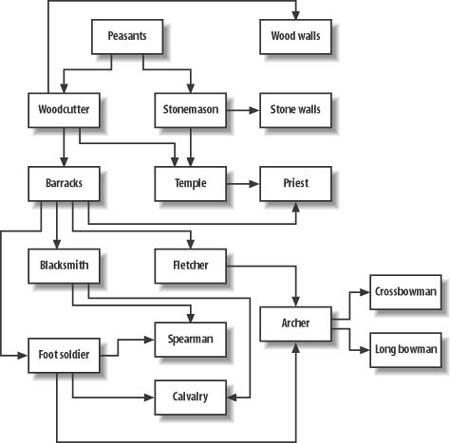 Peasants
Wood walls
Woodcutter
Stonemason
Stone walls
Barracks
Temple
Priest
Blacksmith
Fletcher
Crossbowman
Archer
Spearman
Long bowman
Foot soldier
Calvalry